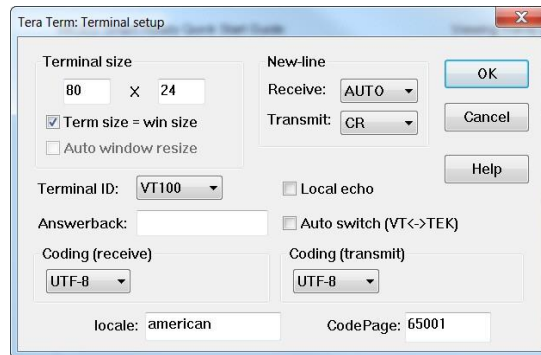 Tera Term: Terminal setup
Terminal size
80 X 24
Term size = win size
Auto window resize
New-line
Receive: AUTO
Transmit: CR
OK
Cancel
Help
Terminal ID: VT100
Local echo
Answerback:
Auto switch (VT<->TEK)
Coding (receive)
UTF-8
Coding (transmit)
UTF-8
locale: american
CodePage: 65001